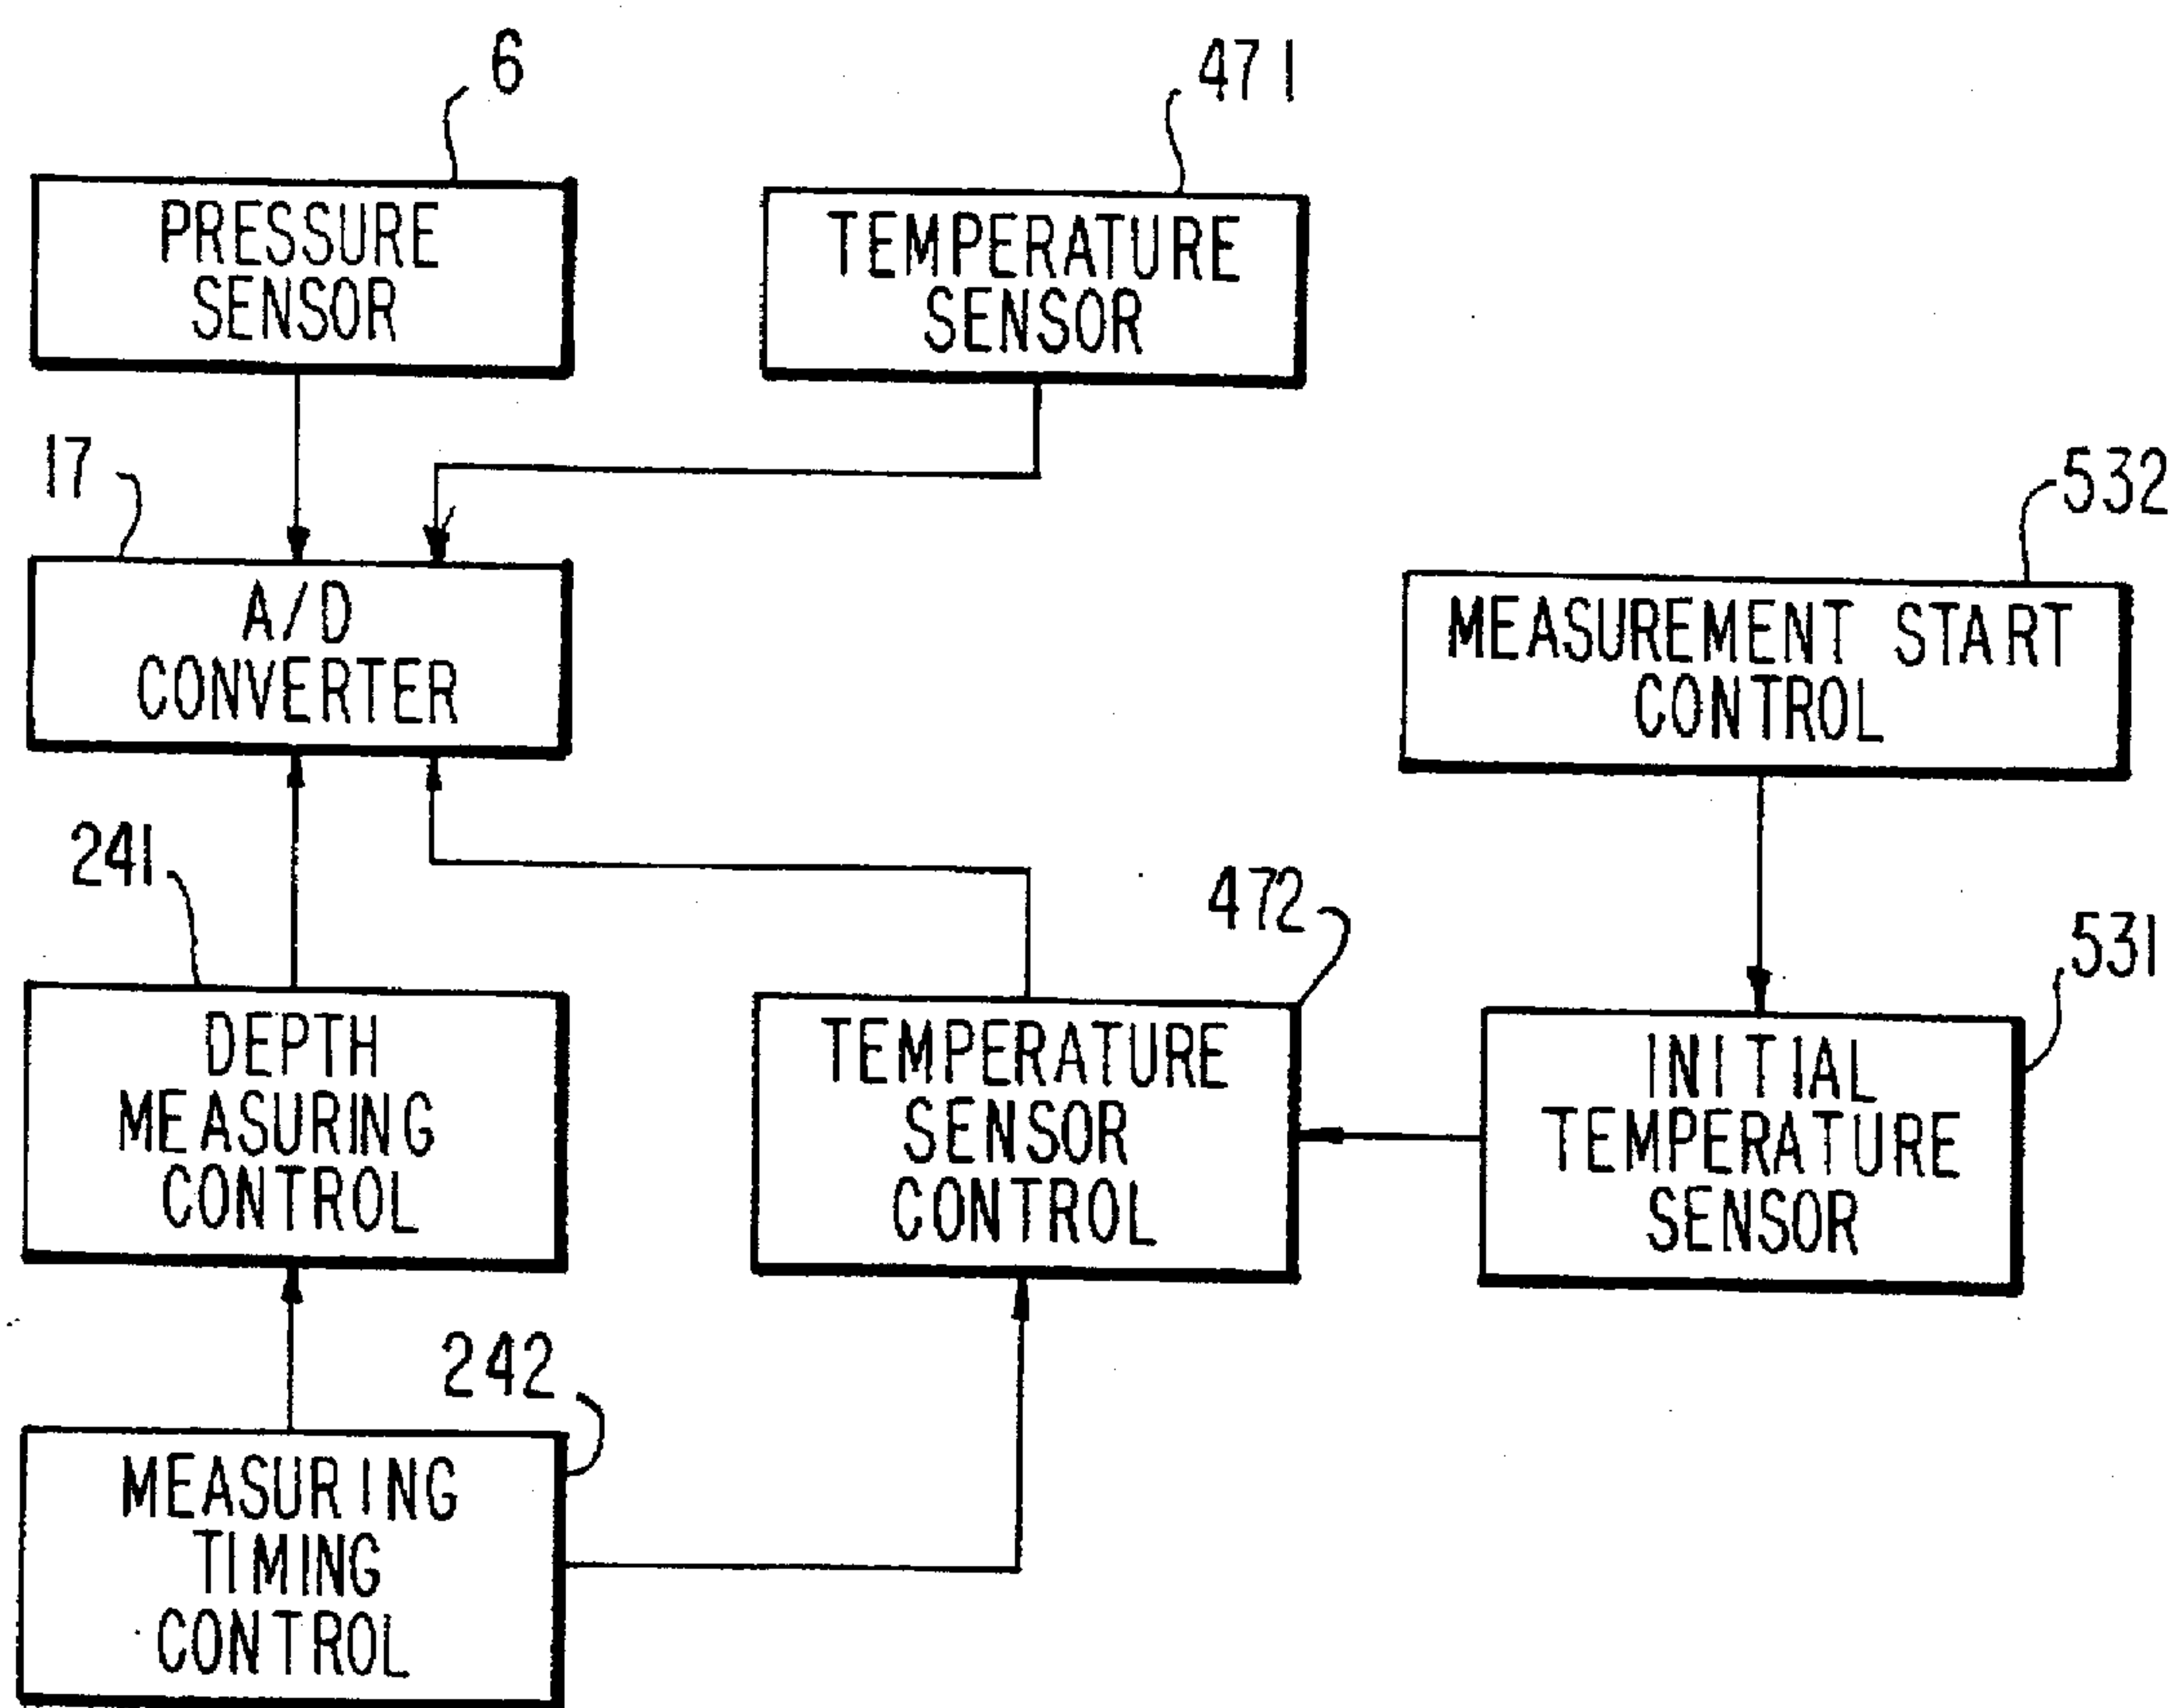 6
471
PRESSURE
SENSOR
TEMPERATURE
SENSOR
17
532
A/D
CONVERTER
MEASUREMENT START
CONTROL
241
472
531
DEPTH
MEASURING
CONTROL
TEMPERATURE
SENSOR
CONTROL
INITIAL
TEMPERATURE
SENSOR
242
MEASURING
TIMING
CONTROL